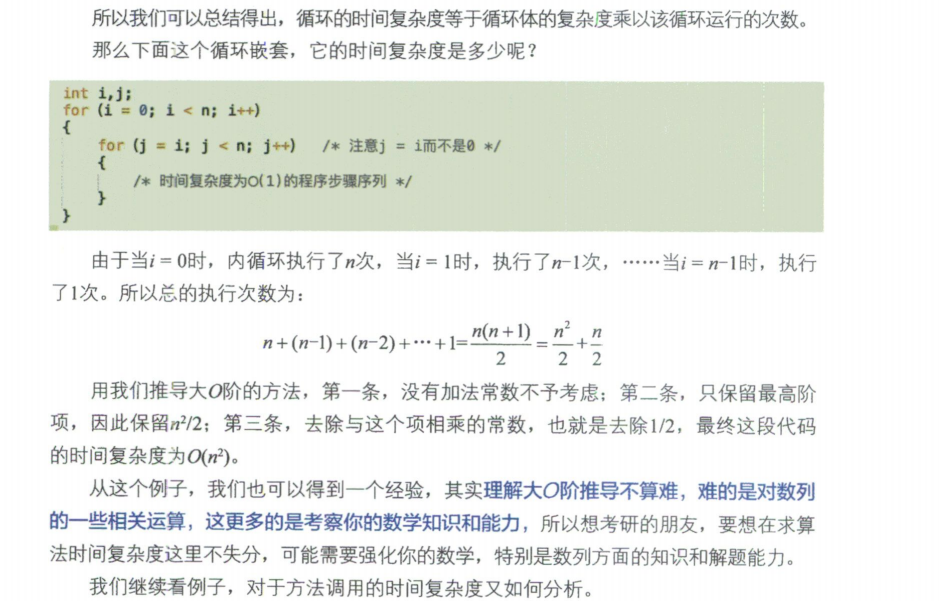 所以我们可以总结得出，循环的时间复杂度等于循环体的复杂度乘以该循环运行的次数。
那么下面这个循环嵌套，它的时间复杂度是多少呢？
int i,j;
for (i = 0; i < n; i++)
{
for (j = i; j < n; j++)    /* 注意j = i而不是0 */
{
/* 时间复杂度为O(1)的程序步骤序列 */
}
}
由于当i = 0时，内循环执行了n次，当i = 1时，执行了n-1次，……当i = n-1时，执行
了1次。所以总的执行次数为：
n+(n-1)+(n-2)+···+1=n(n+1)/2=n²/2+n/2
用我们推导大O阶的方法，第一条，没有加法常数不予考虑；第二条，只保留最高阶
项，因此保留n²/2；第三条，去除与这个项相乘的常数，也就是去除1/2，最终这段代码
的时间复杂度为O(n²)。
从这个例子，我们也可以得到一个经验，其实理解大O阶推导不算难，难的是对数列
的一些相关运算，这更多的是考察你的数学知识和能力，所以想考研的朋友，要想在求算
法时间复杂度这里不失分，可能需要强化你的数学，特别是数列方面的知识和解题能力。
我们继续看例子，对于方法调用的时间复杂度又如何分析。